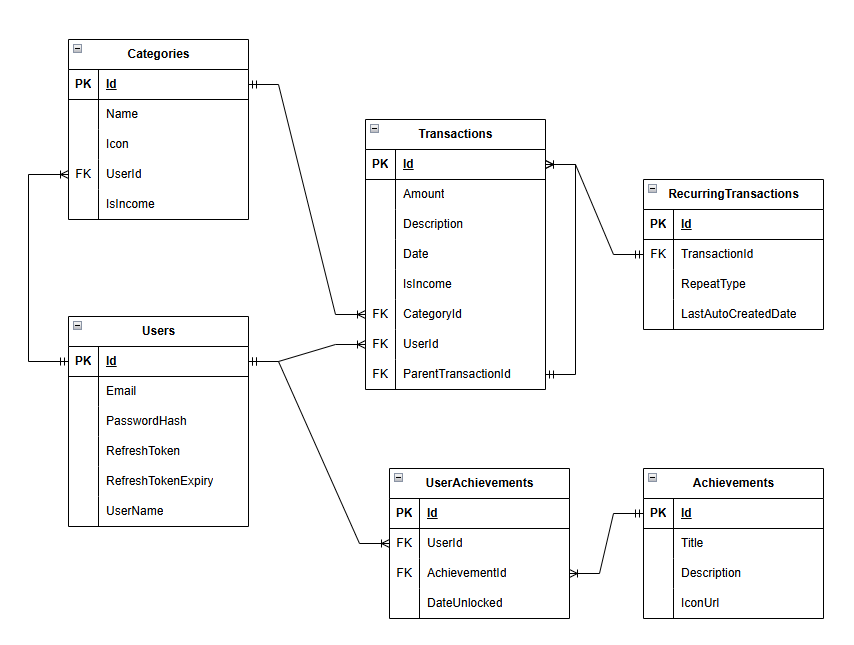 Categories
PK Id
Name
Icon
FK UserId
IsIncome
Transactions
PK Id
Amount
Description
Date
IsIncome
FK CategoryId
FK UserId
FK ParentTransactionId
RecurringTransactions
PK Id
FK TransactionId
RepeatType
LastAutoCreatedDate
Users
PK Id
Email
PasswordHash
RefreshToken
RefreshTokenExpiry
UserName
UserAchievements
PK Id
FK UserId
FK AchievementId
DateUnlocked
Achievements
PK Id
Title
Description
IconUrl